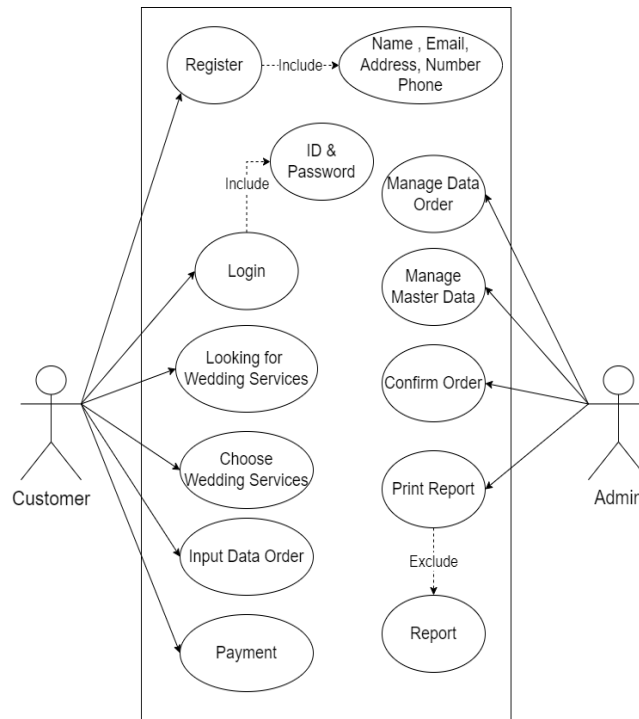 Register
Include
Name , Email,
Address, Number
Phone
ID &
Password
Include
Login
Manage Data
Order
Manage
Master Data
Looking for
Wedding Services
Confirm Order
Choose
Wedding Services
Print Report
Customer
Admin
Input Data Order
Exclude
Payment
Report